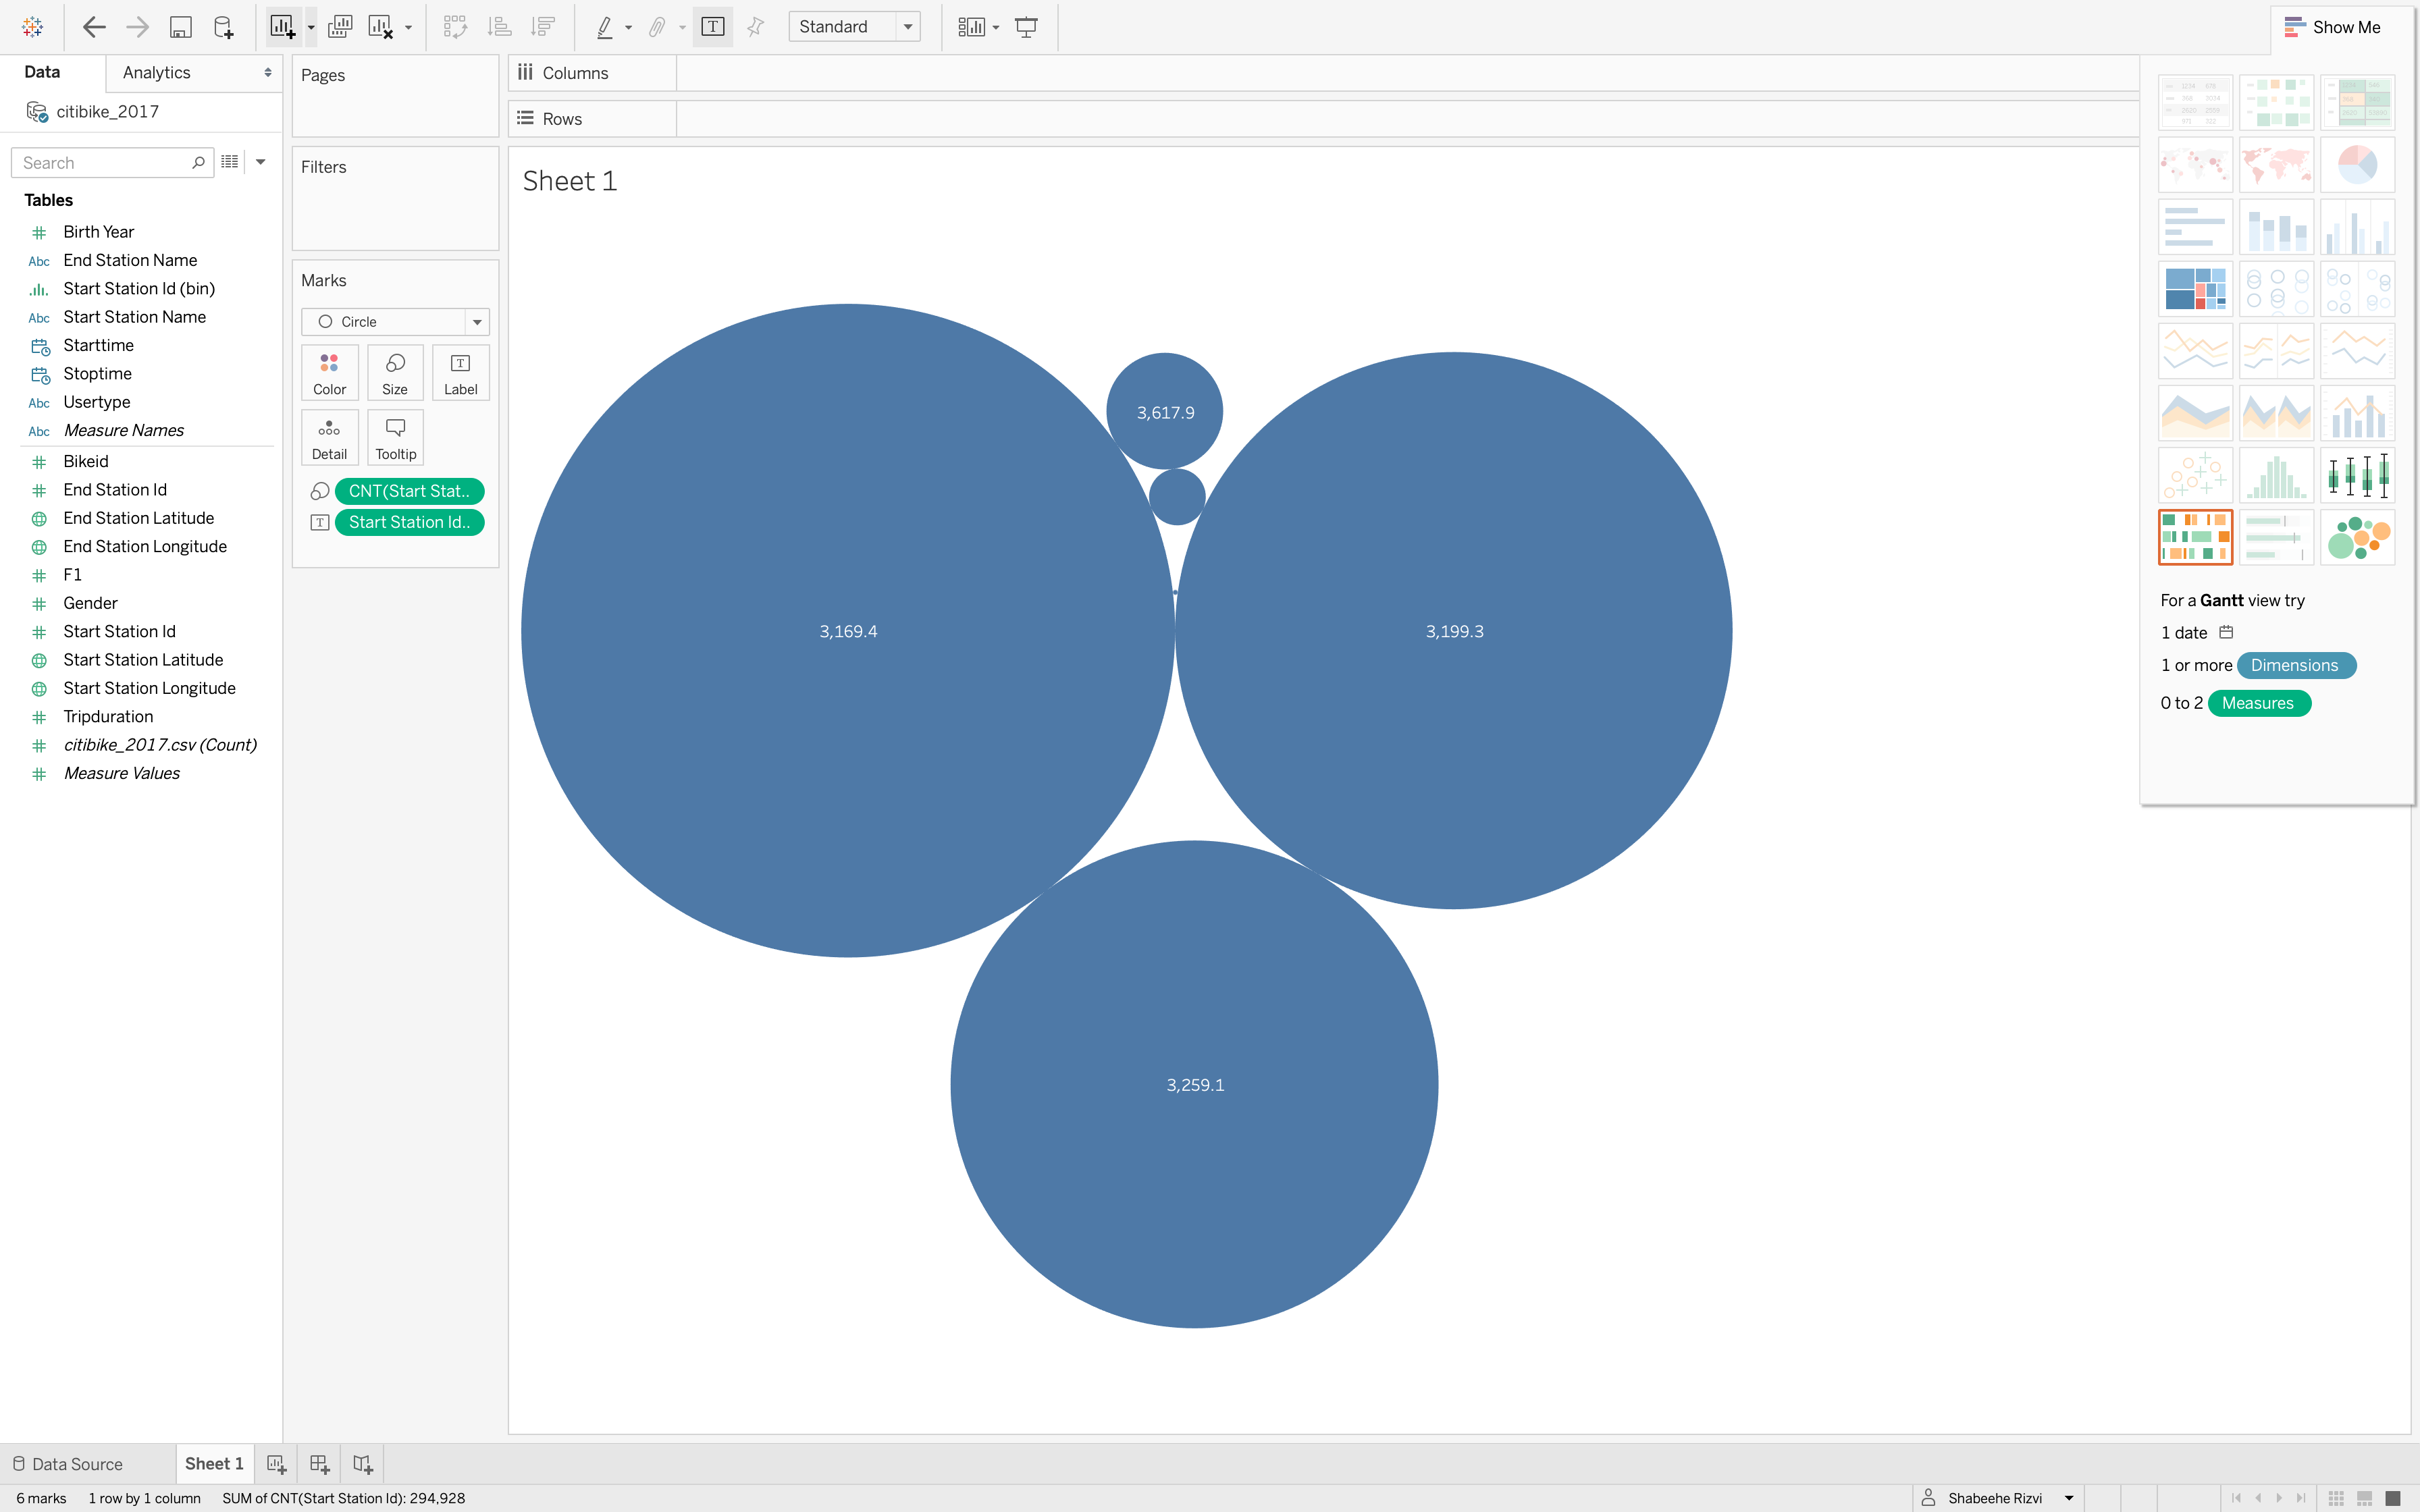 Standard
Show Me
Data
Analytics
citibike_2017
Search
Tables
Birth Year
Abc End Station Name
Start Station Id (bin)
Abc Start Station Name
Starttime
Stoptime
Abc Usertype
Abc Measure Names
Bikeid
End Station Id
End Station Latitude
End Station Longitude
F1
Gender
Start Station Id
Start Station Latitude
Start Station Longitude
Tripduration
citibike_2017.csv (Count)
Measure Values
Pages
Filters
Marks
Circle
Color
Size
Label
Detail
Tooltip
CNT(Start Stat..
Start Station Id..
Columns
Rows
Sheet 1
3,617.9
3,169.4
3,199.3
3,259.1
For a Gantt view try
1 date
1 or more Dimensions
0 to 2 Measures
Data Source
Sheet 1
6 marks
1 row by 1 column
SUM of CNT(Start Station Id): 294,928
Shabeehe Rizvi